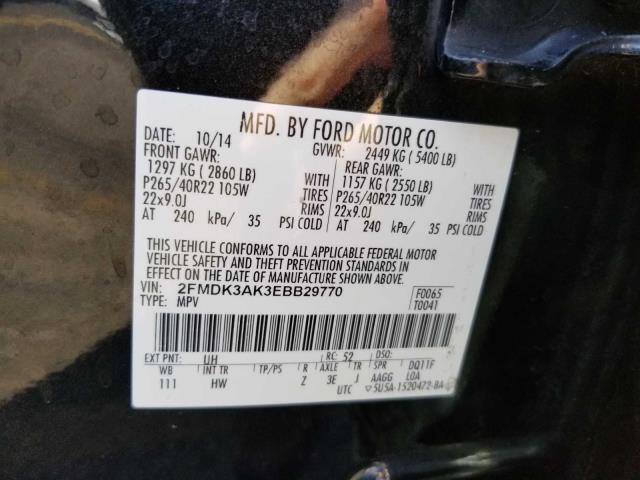 MFD. BY FORD MOTOR CO.
DATE: 10/14 GVWR: 2449 KG ( 5400 LB)
FRONT GAWR: REAR GAWR:
1297 KG ( 2860 LB) 1157 KG ( 2550 LB)
P265/40R22 105W TIRES P265/40R22 105W TIRES
22x9.0J RIMS 22x9.0J RIMS
AT 240 kPa/ 35 PSI COLD AT 240 kPa/ 35 PSI COLD
THIS VEHICLE CONFORMS TO ALL APPLICABLE FEDERAL MOTOR
VEHICLE SAFETY AND THEFT PREVENTION STANDARDS IN
EFFECT ON THE DATE OF MANUFACTURE SHOWN ABOVE.
VIN: 2FMDK3AK3EBB29770 F0065
TYPE: MPV T0041
EXT PNT: UH RC: 52 DSO:
WB INT TR TP/PS R AXLE TR SPR DQ11F
111 HW Z 3E J AAGG LOA
UTC 5U5A-1520472-BA